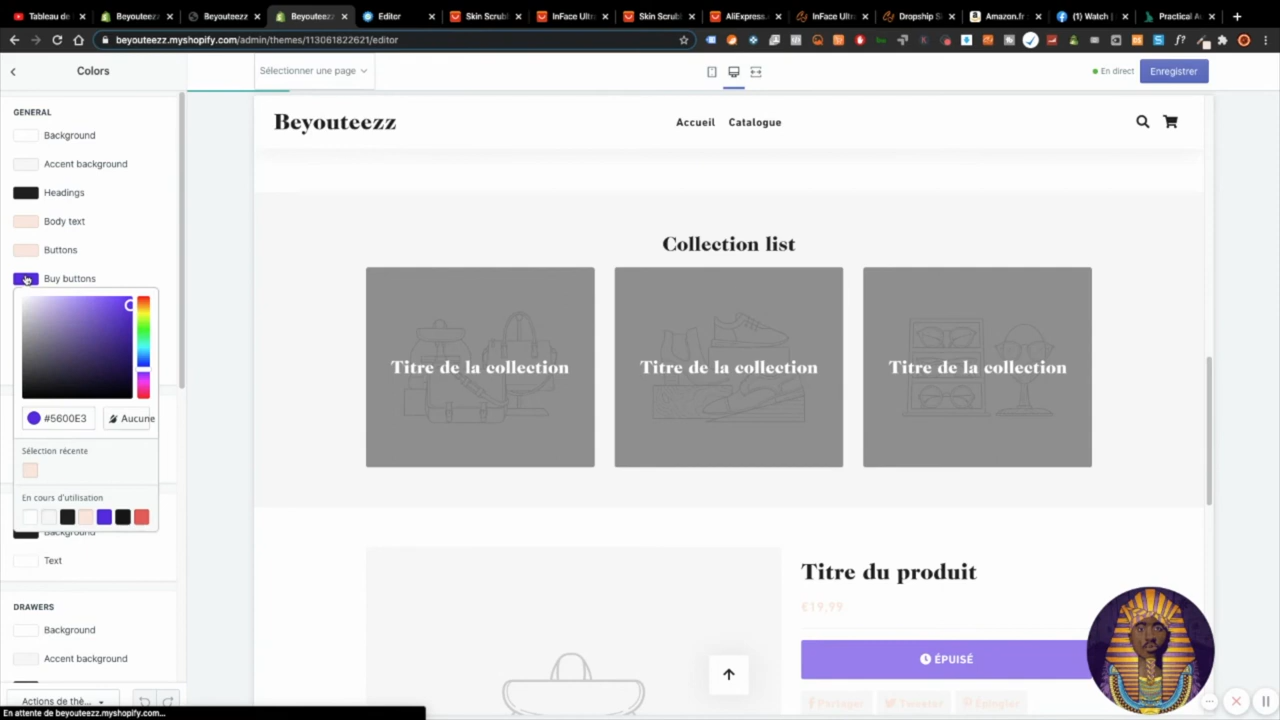 Tableau de
Beyouteezz
Beyouteezz
Beyouteezz
Editor
Skin Scrub
InFace Ultr
Skin Scrub
AliExpress.
InFace Ultr
Dropship S
Amazon.fr :
(1) Watch |
Practical A
beyouteezz.myshopify.com/admin/themes/113061822621/editor
Colors
Sélectionner une page
En direct
Enregistrer
GENERAL
Background
Accent background
Headings
Body text
Buttons
Buy buttons
#5600E3
Aucune
Sélection récente
En cours d'utilisation
Background
Text
DRAWERS
Background
Accent background
Actions de thè...
En attente de beyouteezz.myshopify.com...
Beyouteezz
Accueil
Catalogue
Collection list
Titre de la collection
Titre de la collection
Titre de la collection
Titre du produit
€19,99
ÉPUISÉ
Partager
Tweeter
Épingler